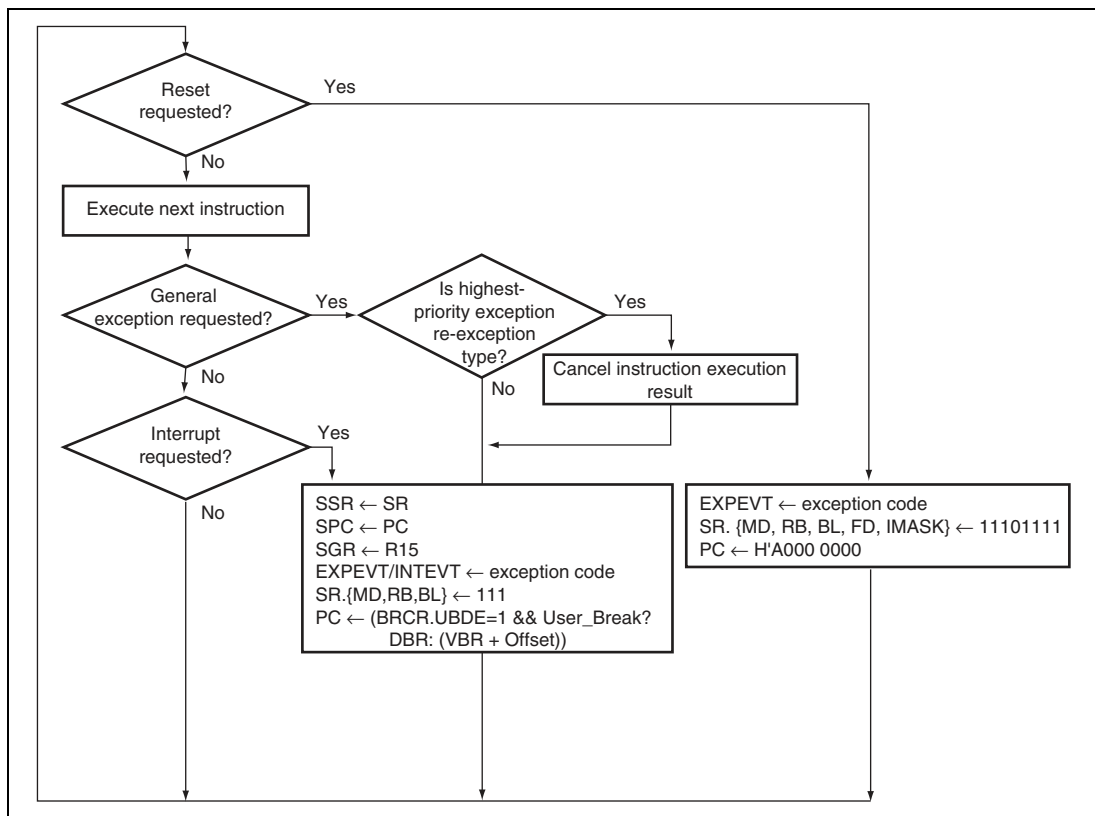 Reset
requested?
Yes
No
Execute next instruction
General
exception requested?
Yes
No
Is highest-
priority exception
re-exception
type?
Yes
No
Cancel instruction execution
result
Interrupt
requested?
Yes
No
SSR ← SR
SPC ← PC
SGR ← R15
EXPEVT/INTEVT ← exception code
SR.{MD,RB,BL} ← 111
PC ← (BRCR.UBDE=1 && User_Break?
DBR: (VBR + Offset))
EXPEVT ← exception code
SR. {MD, RB, BL, FD, IMASK} ← 11101111
PC ← H'A000 0000